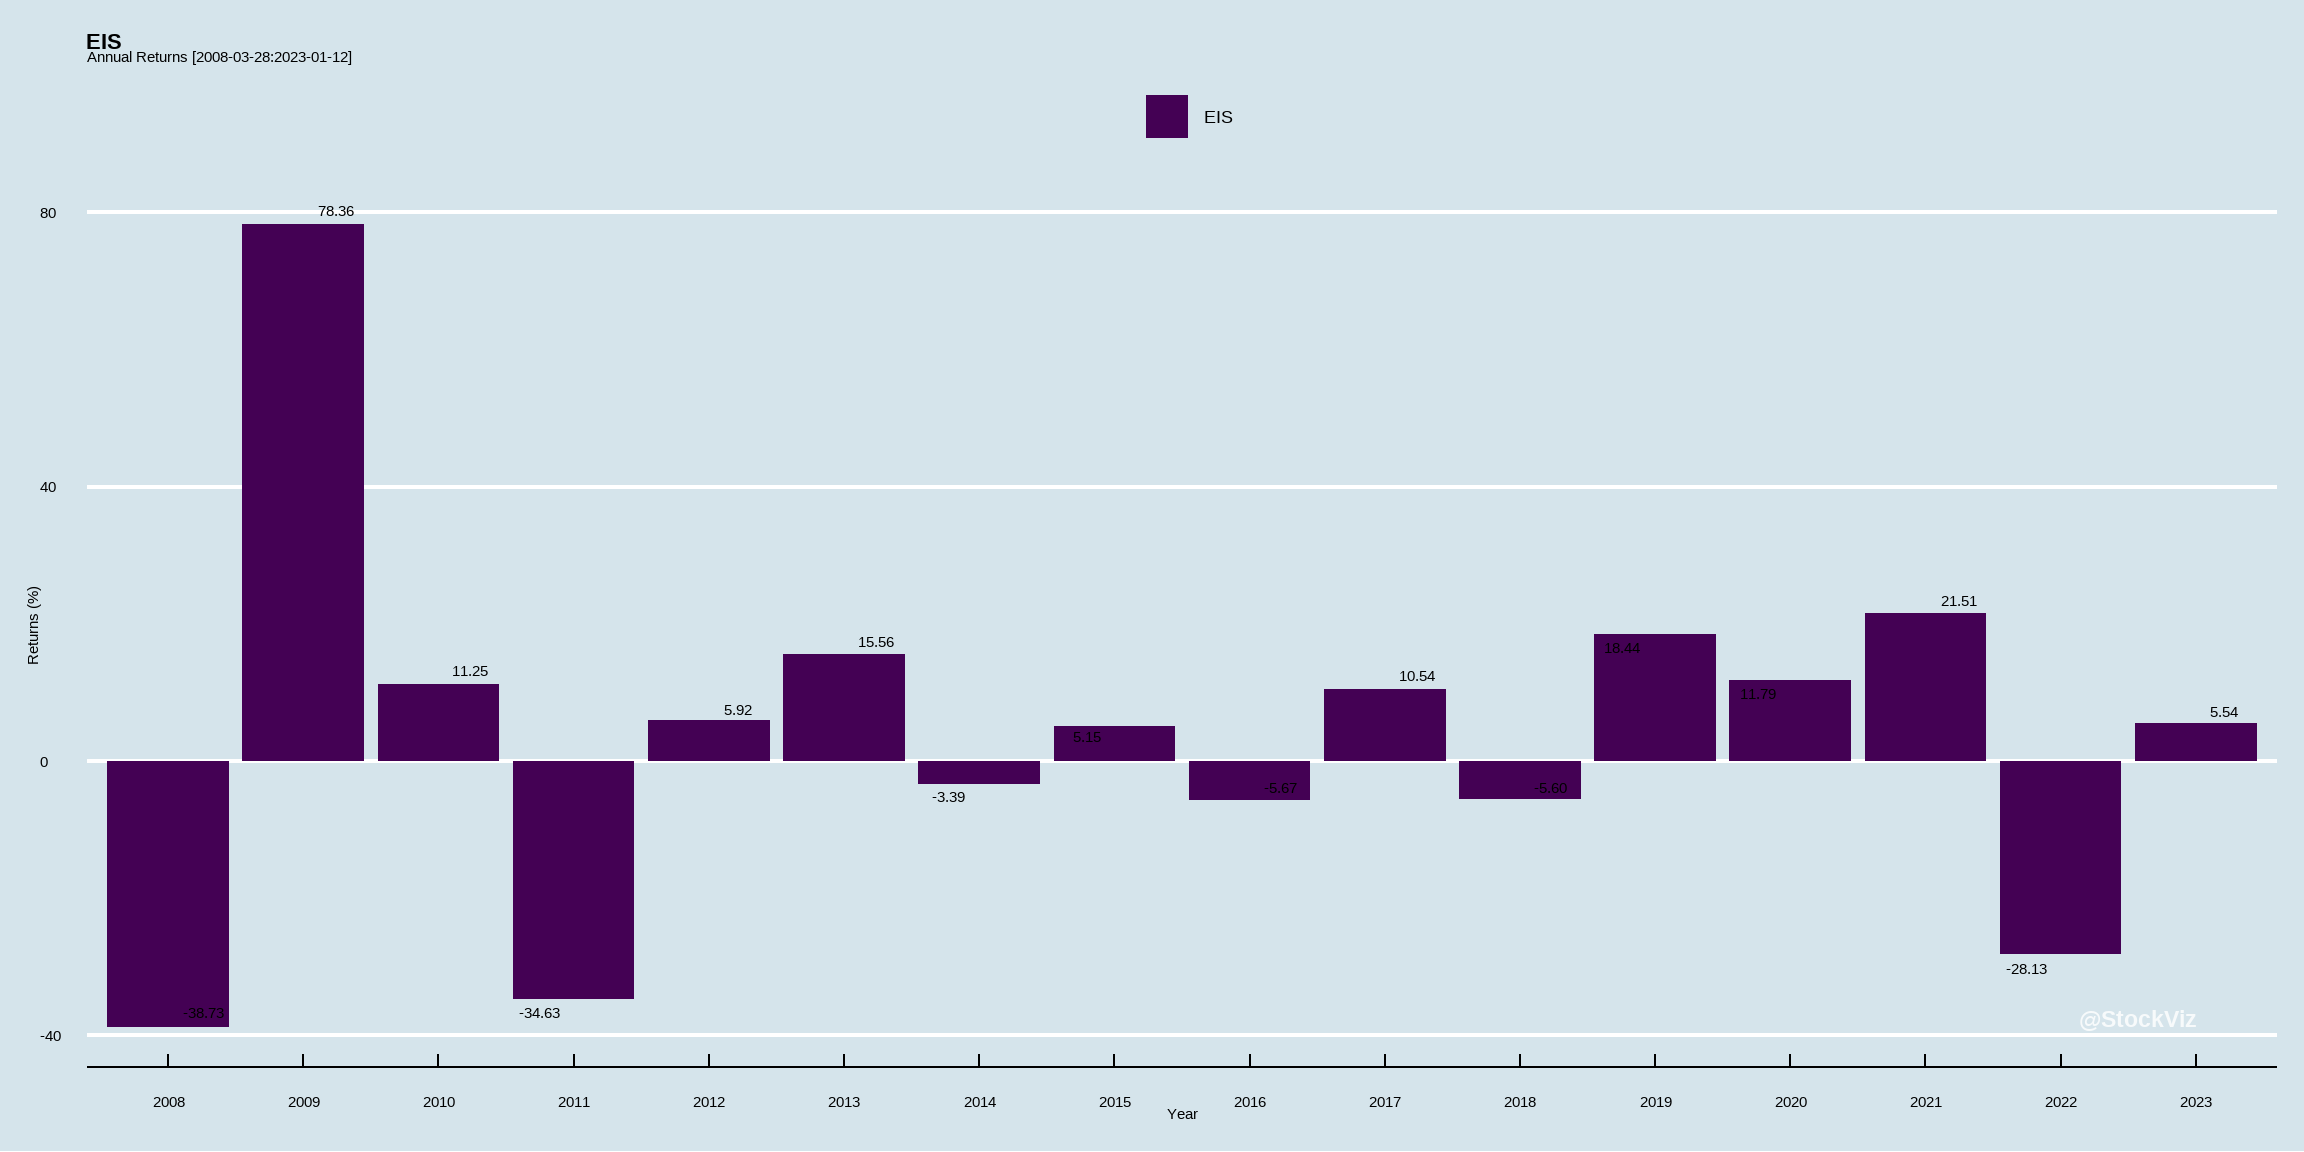 EIS
Annual Returns [2008-03-28:2023-01-12]
EIS
80
78.36
40
21.51
Returns (%)
15.56
18.44
11.25
10.54
11.79
5.92
5.54
5.15
0
-5.67
-5.60
-3.39
-28.13
-38.73
-34.63
@StockViz
-40
2008 2009 2010 2011 2012 2013 2014 2015 2016 2017 2018 2019 2020 2021 2022 2023
Year